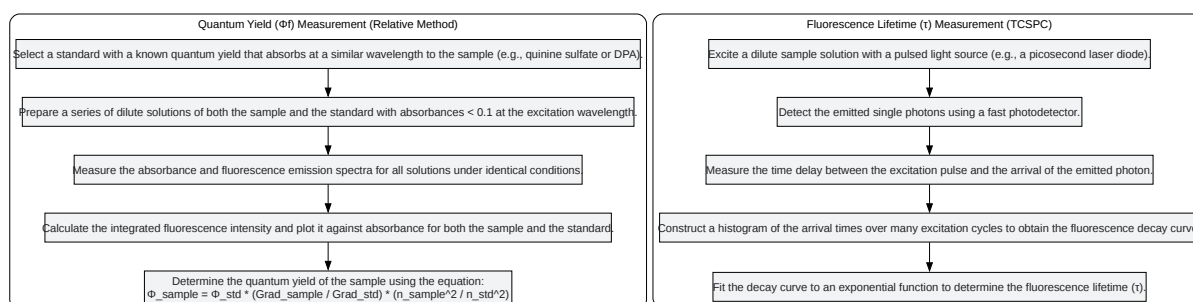 Quantum Yield (Φf) Measurement (Relative Method)
Select a standard with a known quantum yield that absorbs at a similar wavelength to the sample (e.g., quinine sulfate or DPA).
Prepare a series of dilute solutions of both the sample and the standard with absorbances < 0.1 at the excitation wavelength.
Measure the absorbance and fluorescence emission spectra for all solutions under identical conditions.
Calculate the integrated fluorescence intensity and plot it against absorbance for both the sample and the standard.
Determine the quantum yield of the sample using the equation:
Φ_sample = Φ_std * (Grad_sample / Grad_std) * (n_sample^2 / n_std^2)
Fluorescence Lifetime (τ) Measurement (TCSPC)
Excite a dilute sample solution with a pulsed light source (e.g., a picosecond laser diode).
Detect the emitted single photons using a fast photodetector.
Measure the time delay between the excitation pulse and the arrival of the emitted photon.
Construct a histogram of the arrival times over many excitation cycles to obtain the fluorescence decay curve
Fit the decay curve to an exponential function to determine the fluorescence lifetime (τ).